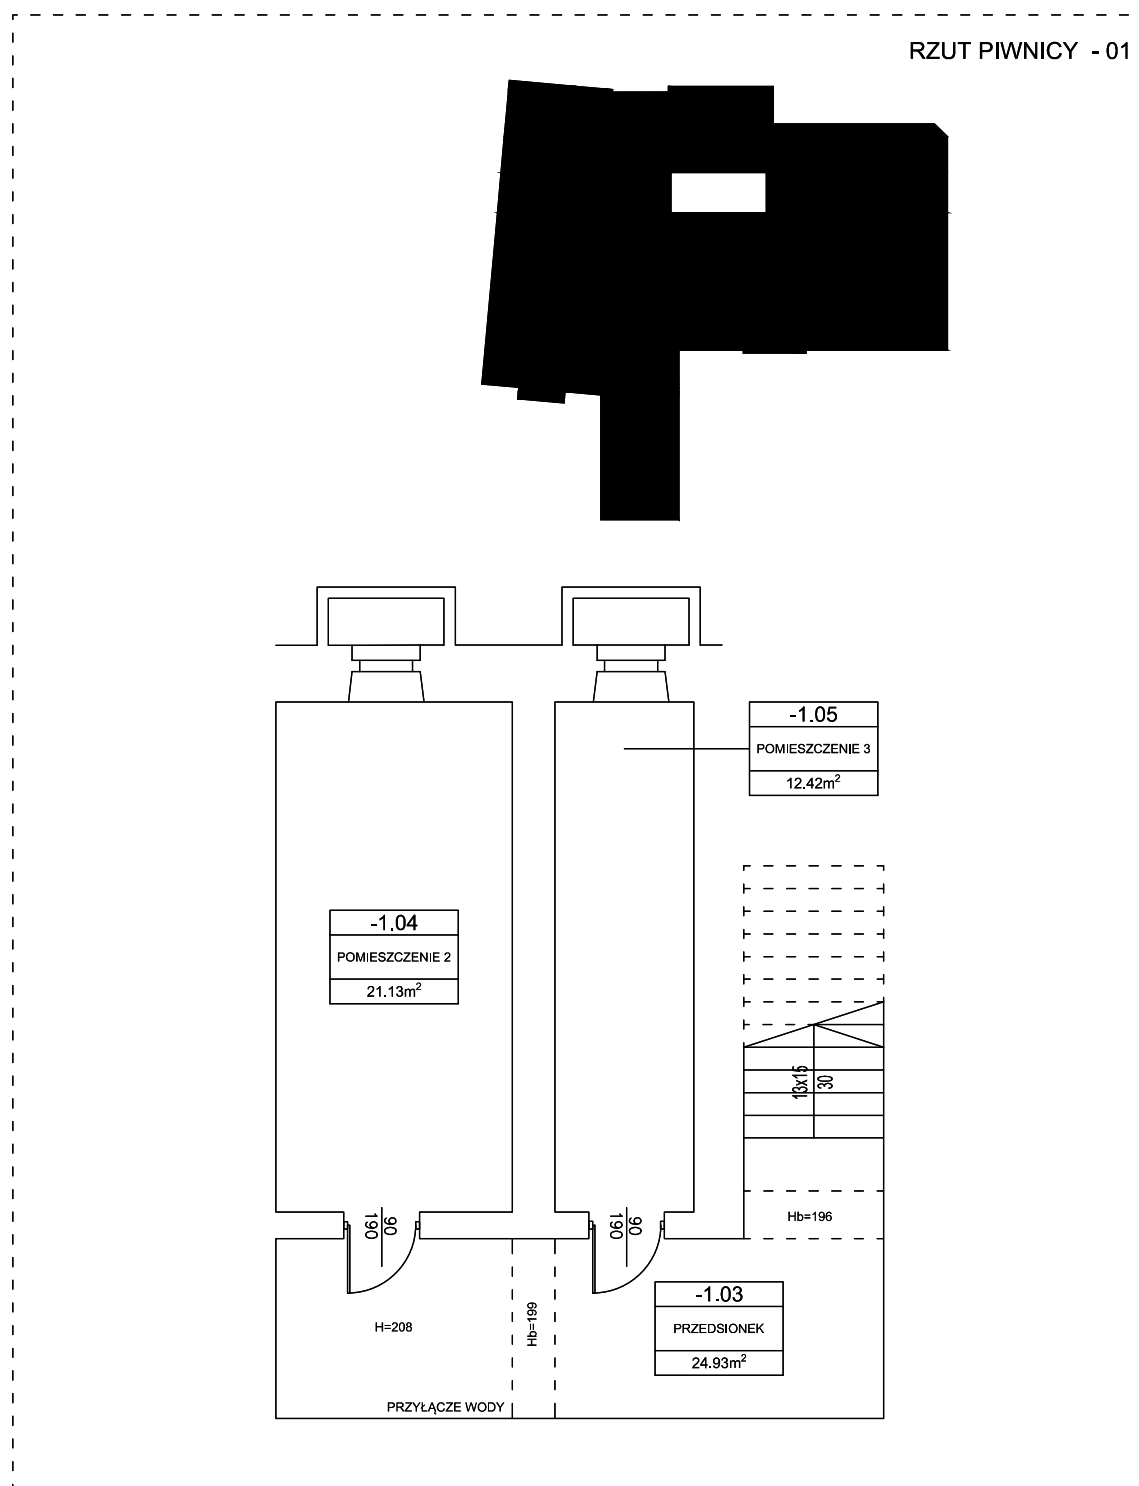 RZUT PIWNICY - 01
-1.05
POMIESZCZENIE 3
12.42m²
-1.04
POMIESZCZENIE 2
21.13m²
13x15
30
Hb=196
90
190
90
190
-1.03
PRZEDSIONEK
24.93m²
H=208
Hb=199
PRZYŁĄCZE WODY